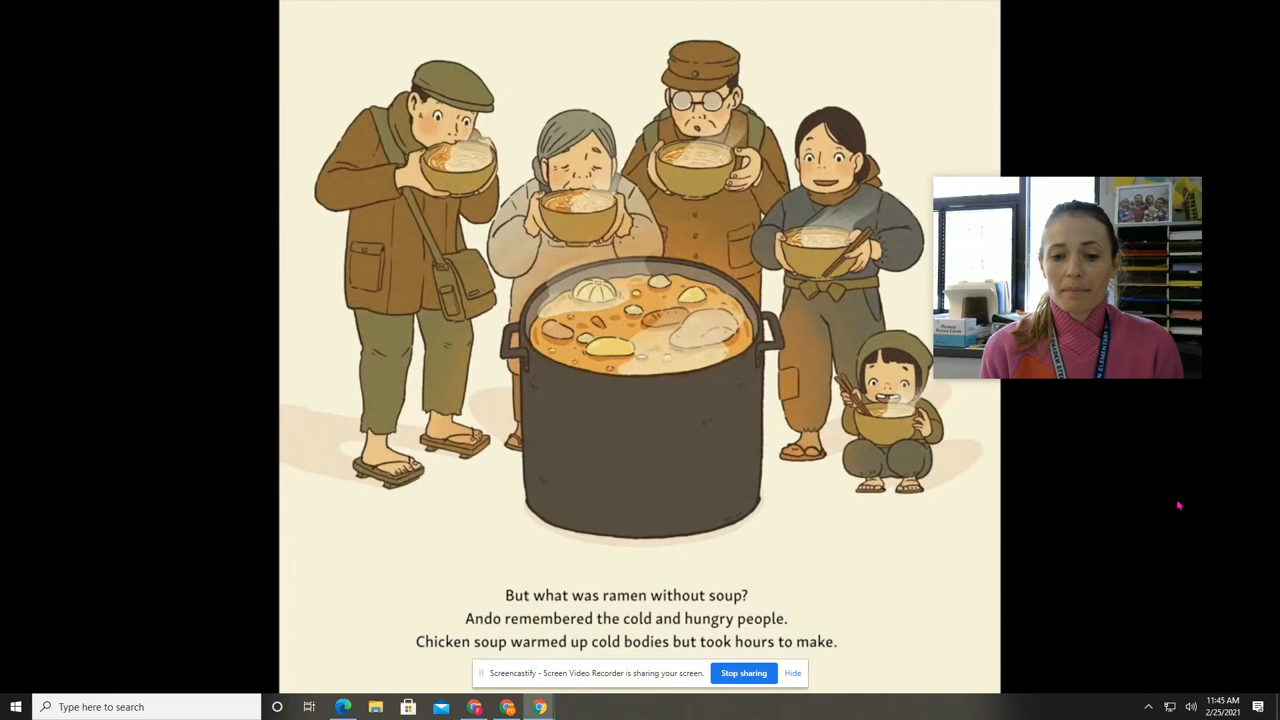 But what was ramen without soup?
Ando remembered the cold and hungry people.
Chicken soup warmed up cold bodies but took hours to make.
Screencastify - Screen Video Recorder is sharing your screen.
Stop sharing
Hide
Type here to search
11:45 AM
2/25/2021